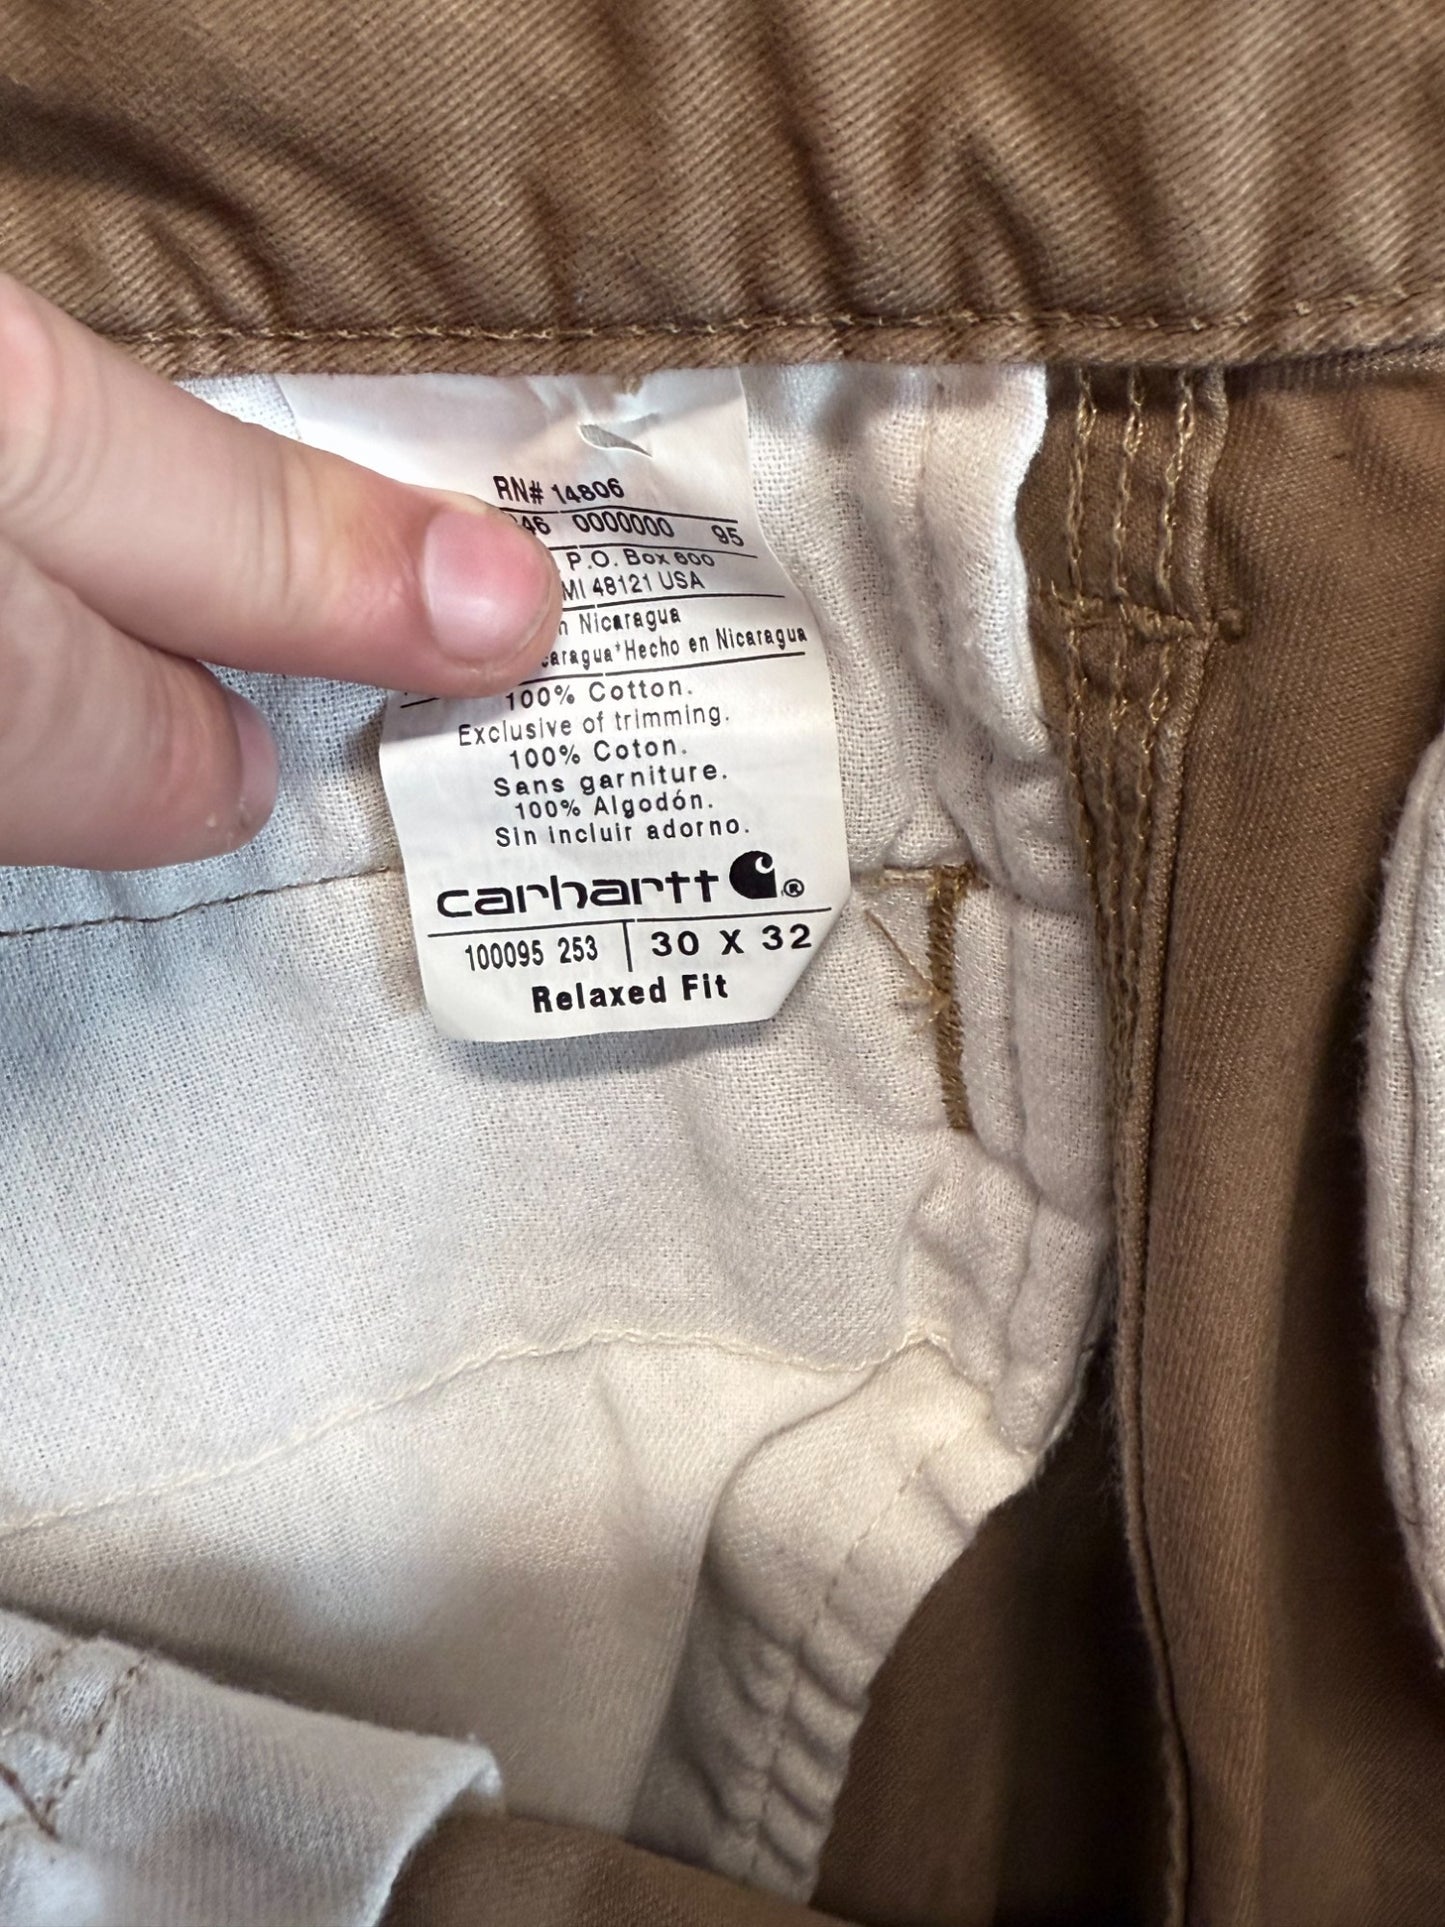 RN# 14806
46 0000000 95
P.O. Box 600
MI 48121 USA
Nicaragua
Hecho en Nicaragua
100% Cotton.
Exclusive of trimming.
100% Coton.
Sans garniture.
100% Algodón.
Sin incluir adorno.
carhartt ®
100095 253 30 X 32
Relaxed Fit